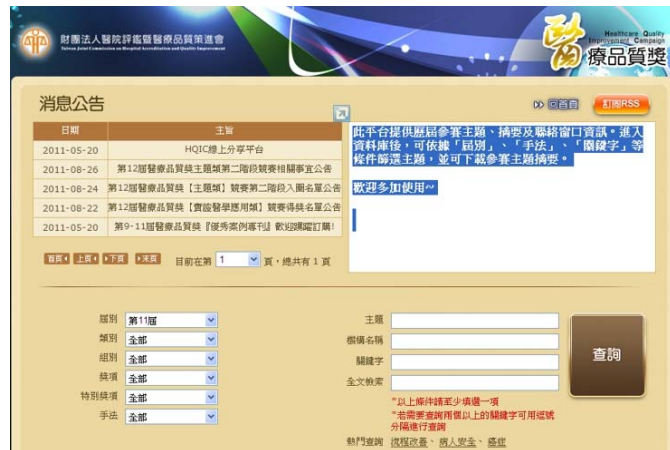 財團法人醫院評鑑暨醫療品質策進會
Taiwan Joint Commission on Hospital Accreditation and Quality Improvement
Healthcare Quality
Improvement Campaign
醫療品質獎
消息公告
回首頁
訂閱RSS
日期 主旨
2011-05-20 HQIC線上分享平台
2011-08-26 第12屆醫療品質獎主題類第二階段競賽相關事宜公告
2011-08-24 第12屆醫療品質獎【主題類】競賽第二階段入圍名單公告
2011-08-22 第12屆醫療品質獎【實證醫學應用類】競賽得獎名單公告
2011-05-20 第9-11屆醫療品質獎『優秀案例專刊』歡迎踴躍訂購!
此平台提供歷屆參賽主題、摘要及聯絡窗口資訊。進入
資料庫後,可依據「屆別」、「手法」、「關鍵字」等
條件篩選主題,並可下載參賽主題摘要。
歡迎多加使用~
首頁 上頁 下頁 末頁 目前在第 1 頁,總共有 1 頁
屆別 第11屆
類別 全部
組別 全部
獎項 全部
特別獎項 全部
手法 全部
主題
機構名稱
關鍵字
全文檢索
查詢
*以上條件請至少填選一項
*若需要查詢兩個以上的關鍵字可用逗號
分隔進行查詢
熱門查詢 流程改善、病人安全、癌症